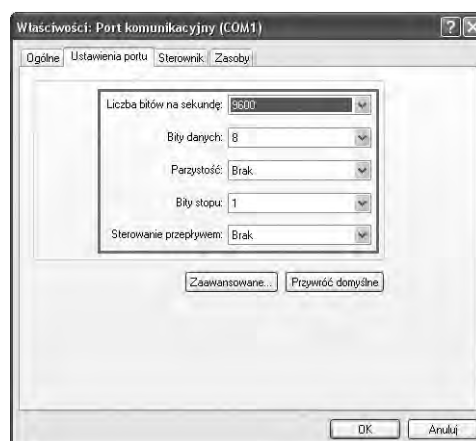 Właściwości: Port komunikacyjny (COM1)
Ogólne Ustawienia portu Sterownik Zasoby
Liczba bitów na sekundę: 9600
Bity danych: 8
Parzystość: Brak
Bity stopu: 1
Sterowanie przepływem: Brak
Zaawansowane... Przywróć domyślne
OK Anuluj